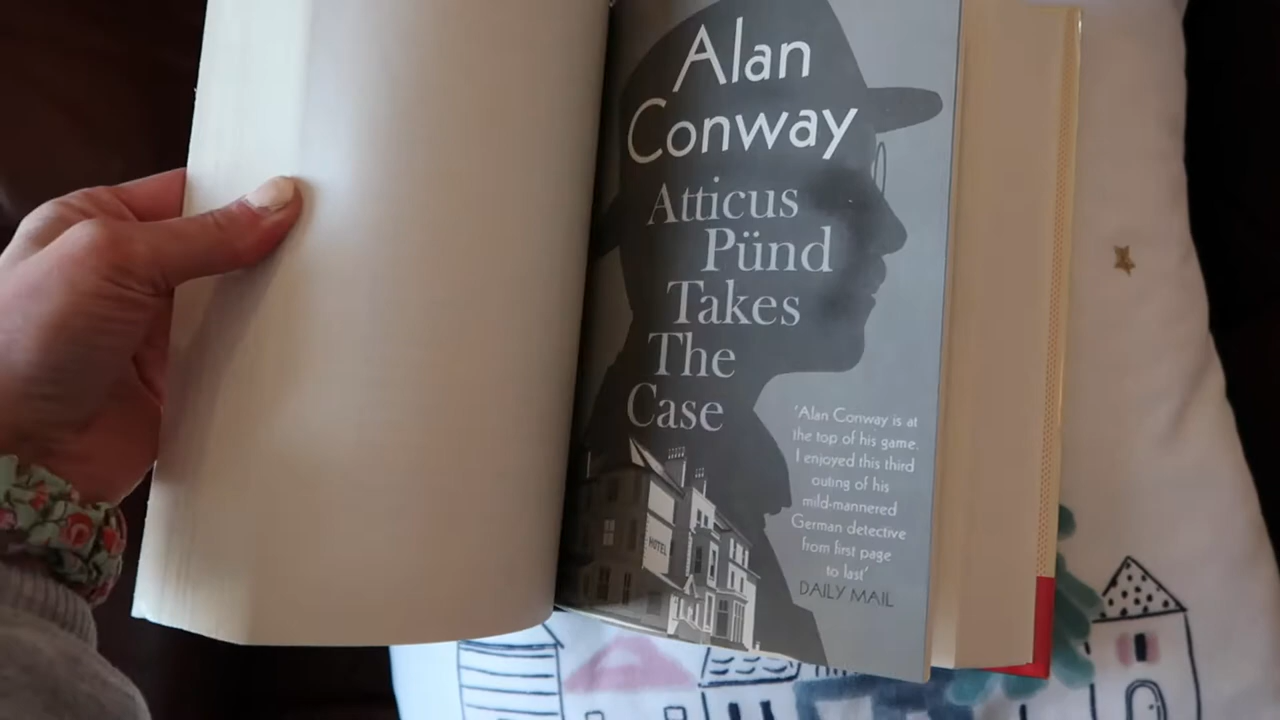 Alan
Conway
Atticus
Pünd
Takes
The
Case
'Alan Conway is at
the top of his game.
I enjoyed this third
outing of his
mild-mannered
German detective
from first page
to last'
DAILY MAIL
HOTEL